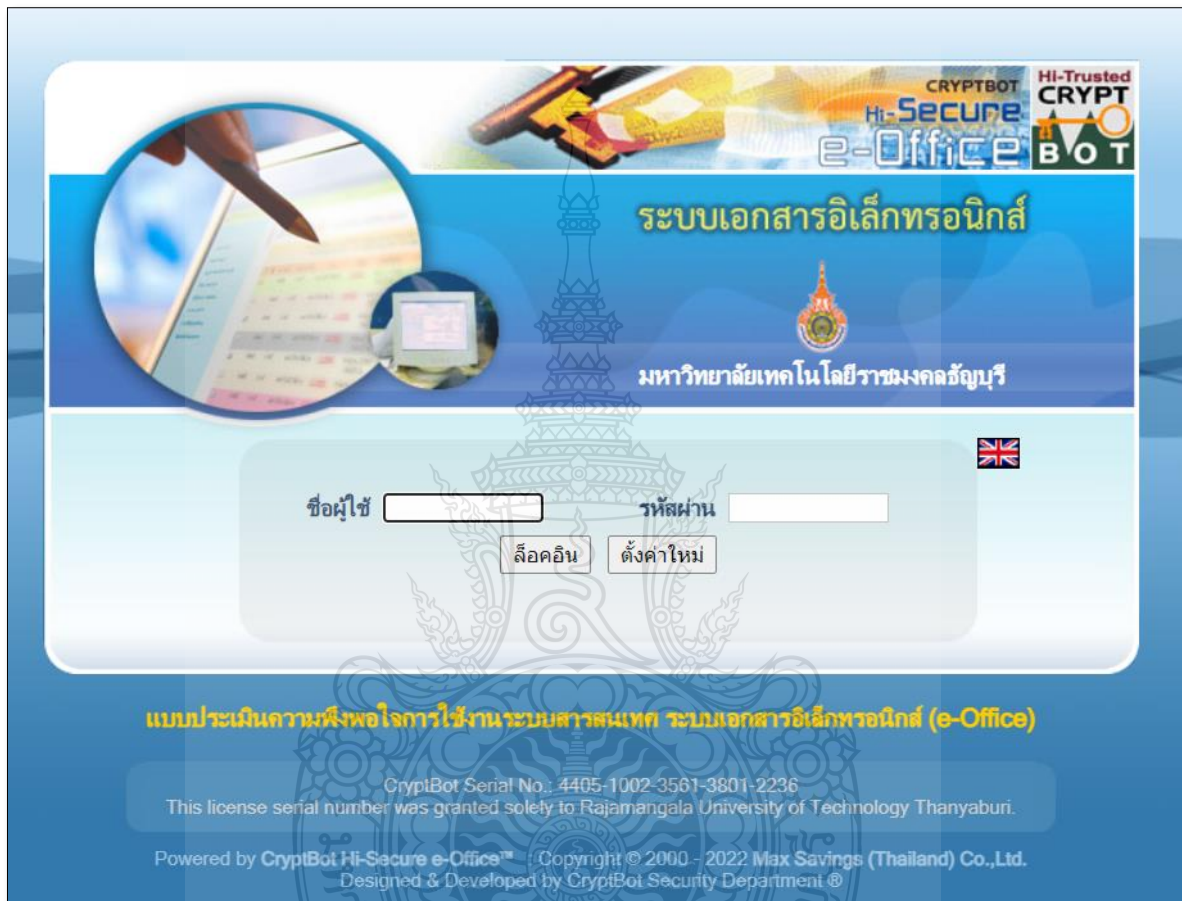 CRYPTBOT
Hi-Secure
e-Office
Hi-Trusted
CRYPT
BOT
ระบบเอกสารอิเล็กทรอนิกส์
มหาวิทยาลัยเทคโนโลยีราชมงคลธัญบุรี
ชื่อผู้ใช้ รหัสผ่าน
ล็อคอิน ตั้งค่าใหม่
แบบประเมินความพึงพอใจการใช้งานระบบสารสนเทศ ระบบเอกสารอิเล็กทรอนิกส์ (e-Office)
CryptBot Serial No.: 4405-1002-3561-3801-2236
This license serial number was granted solely to Rajamangala University of Technology Thanyaburi.
Powered by CryptBot Hi-Secure e-Office™ : Copyright © 2000 - 2022 Max Savings (Thailand) Co.,Ltd.
Designed & Developed by CryptBot Security Department ®